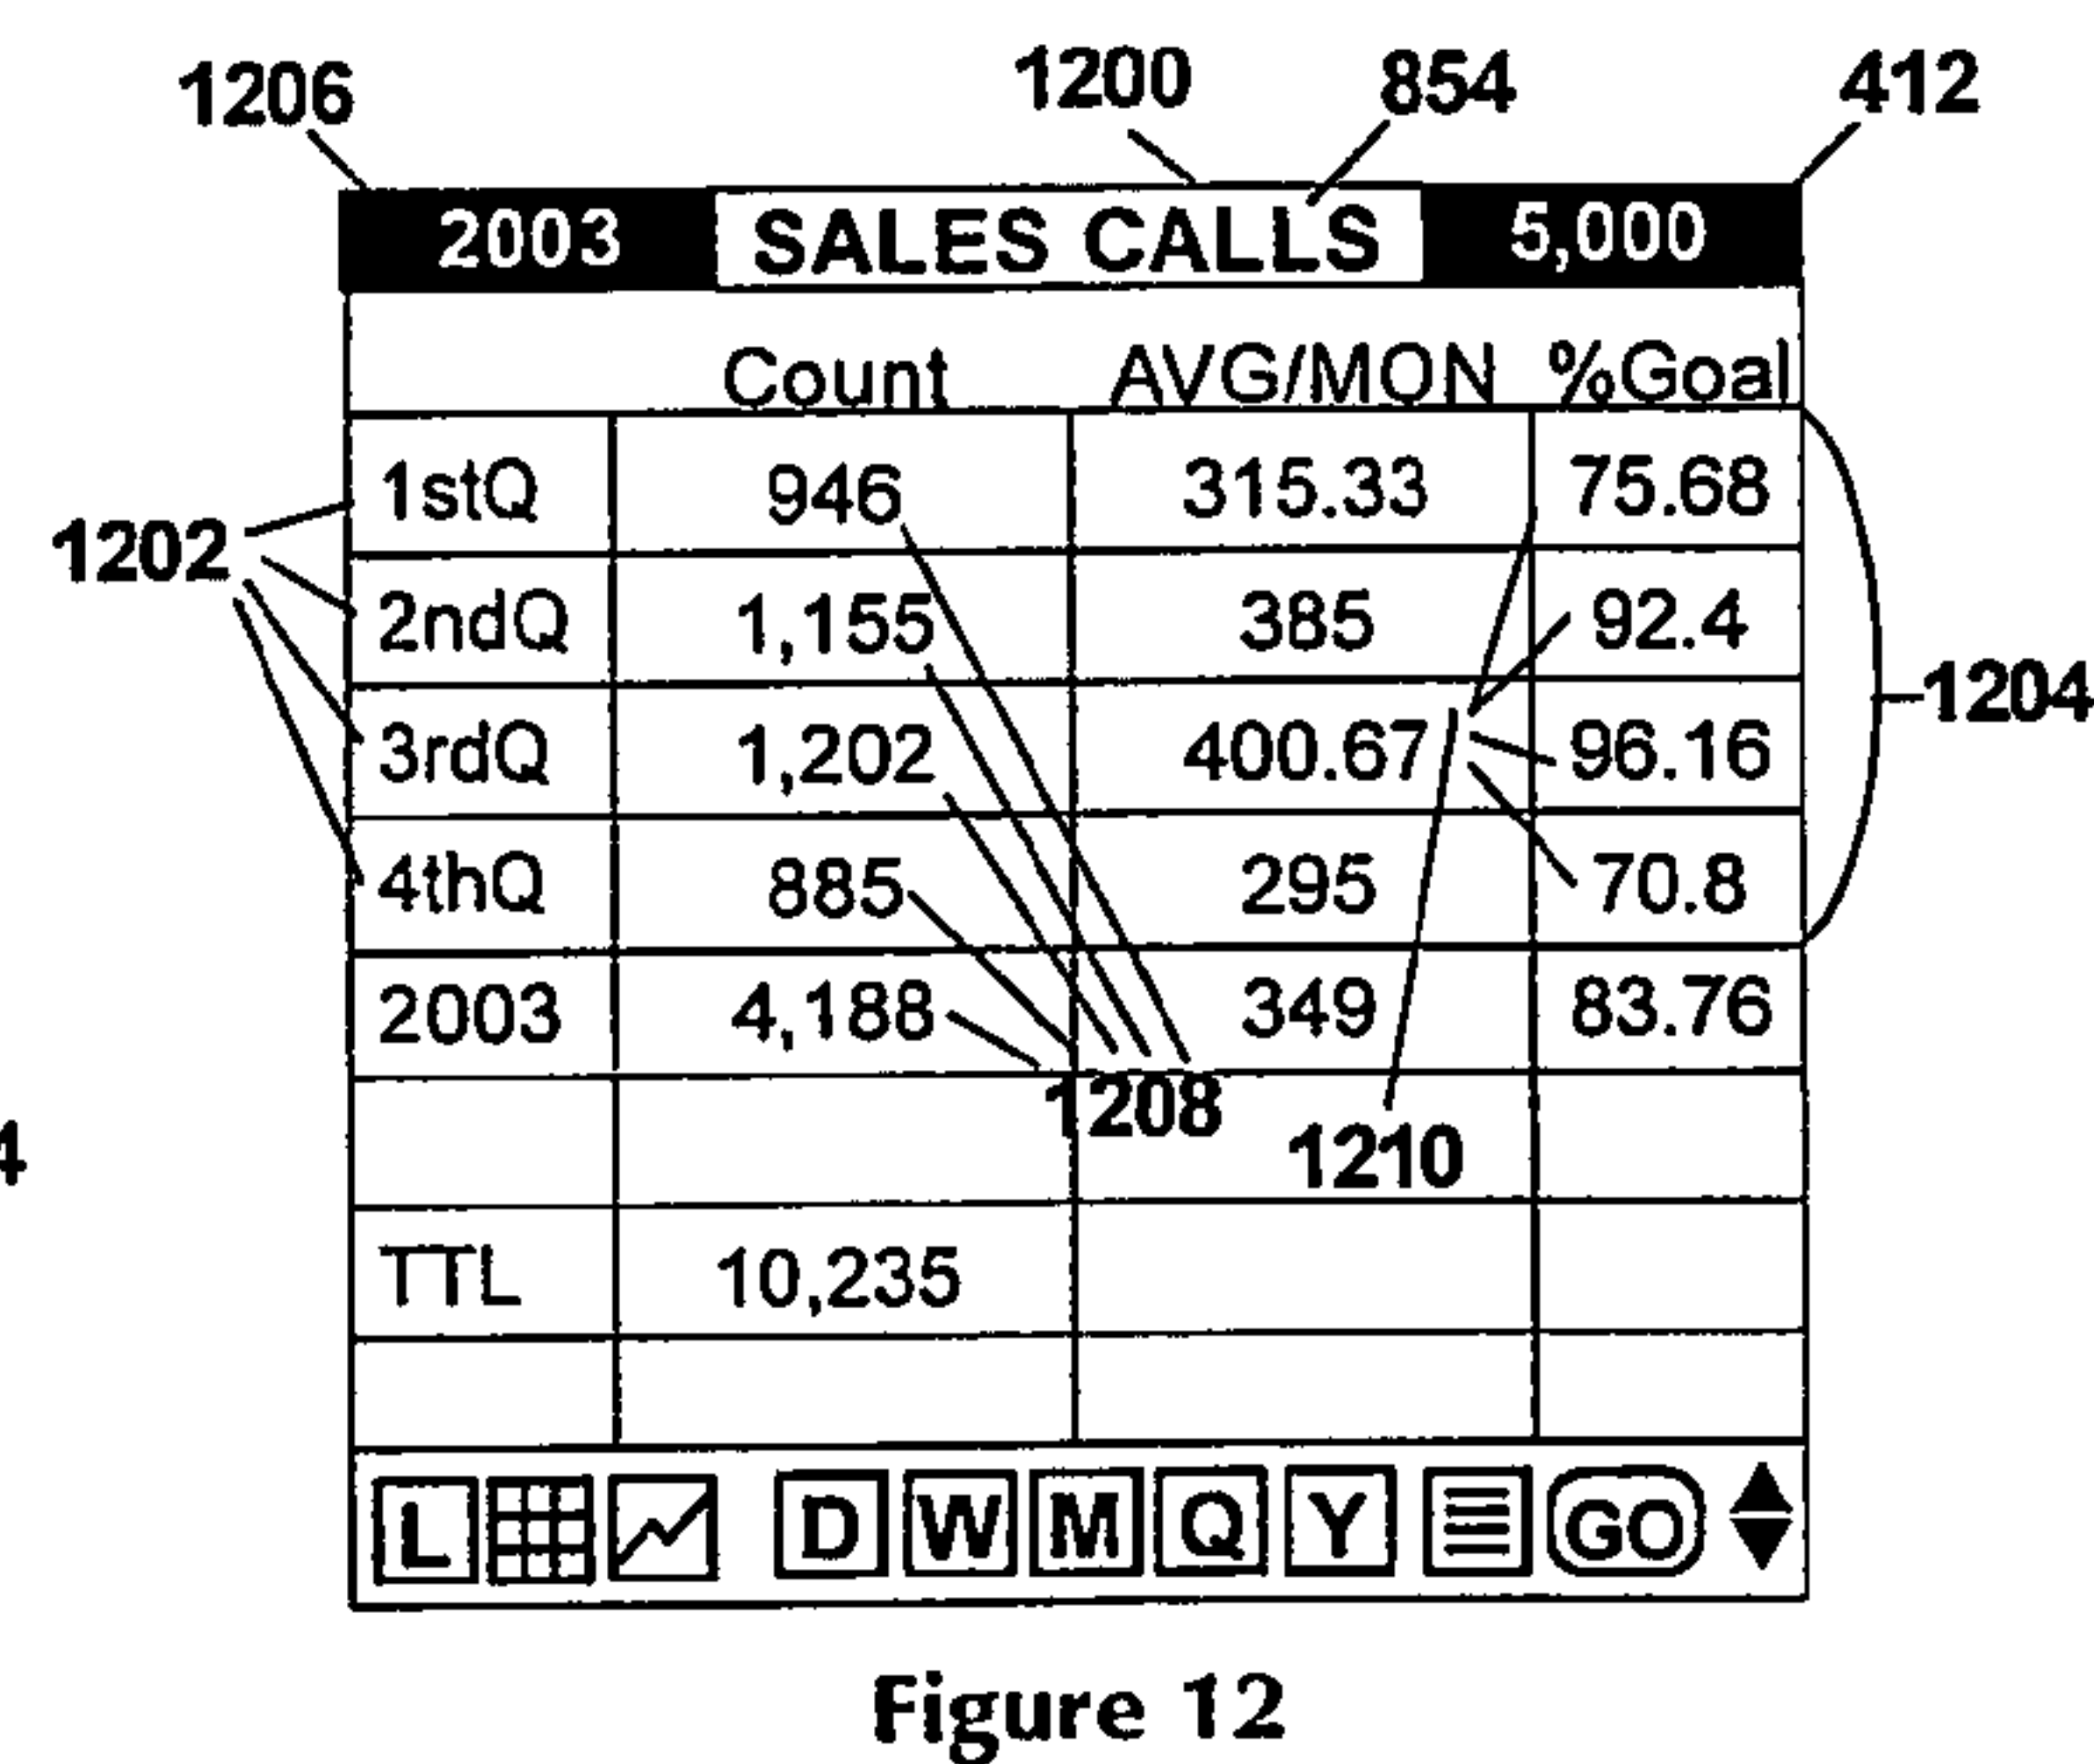 1206 1200 854 412
2003 SALES CALLS 5,000
Count AVG/MON %Goal
1stQ 946 315.33 75.68
1202
2ndQ 1,155 385 92.4
1204
3rdQ 1,202 400.67 96.16
4thQ 885 295 70.8
2003 4,188 349 83.76
1208
4 1210
TTL 10,235
L D W M Q Y GO
Figure 12